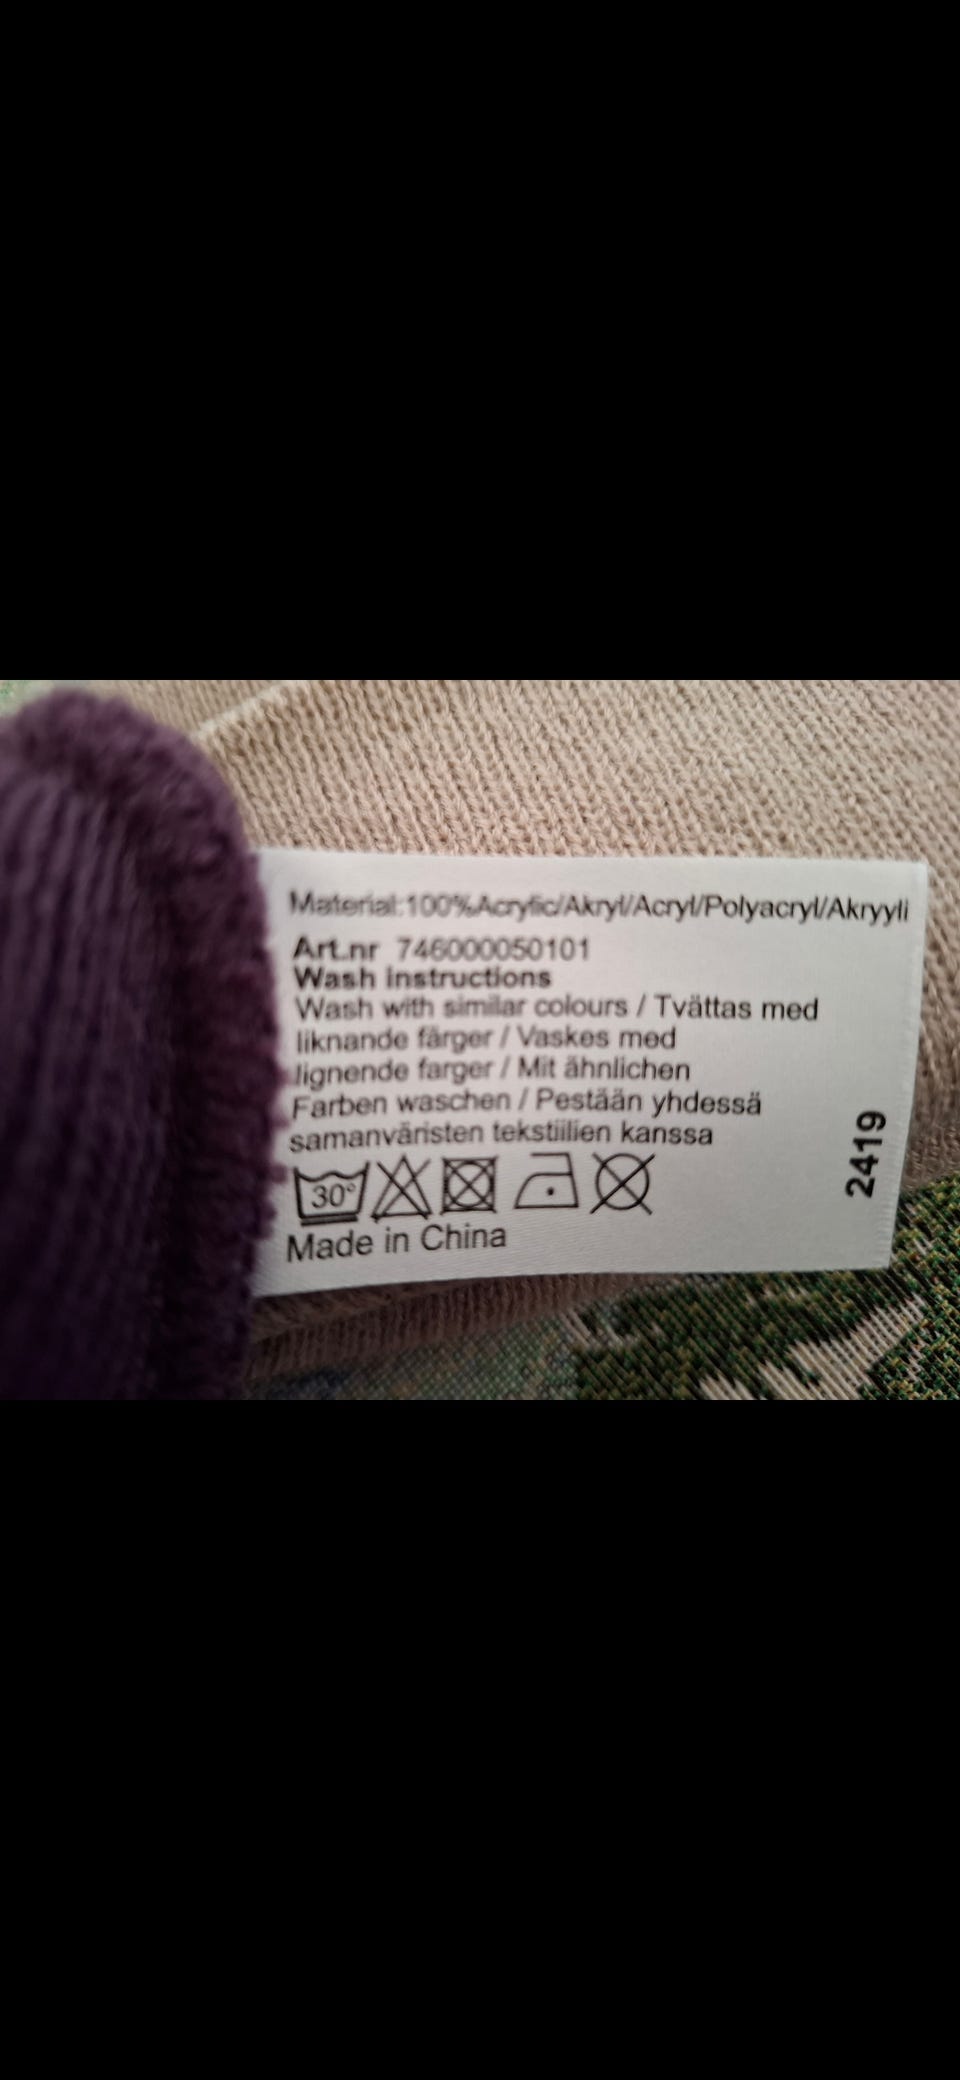 Material:100%Acrylic/Akryl/Acryl/Polyacryl/Akryyli
Art.nr 746000050101
Wash instructions
Wash with similar colours / Tvättas med
liknande färger / Vaskes med
lignende farger / Mit ähnlichen
Farben waschen / Pestään yhdessä
samanväristen tekstiilien kanssa
30°
Made in China
2419